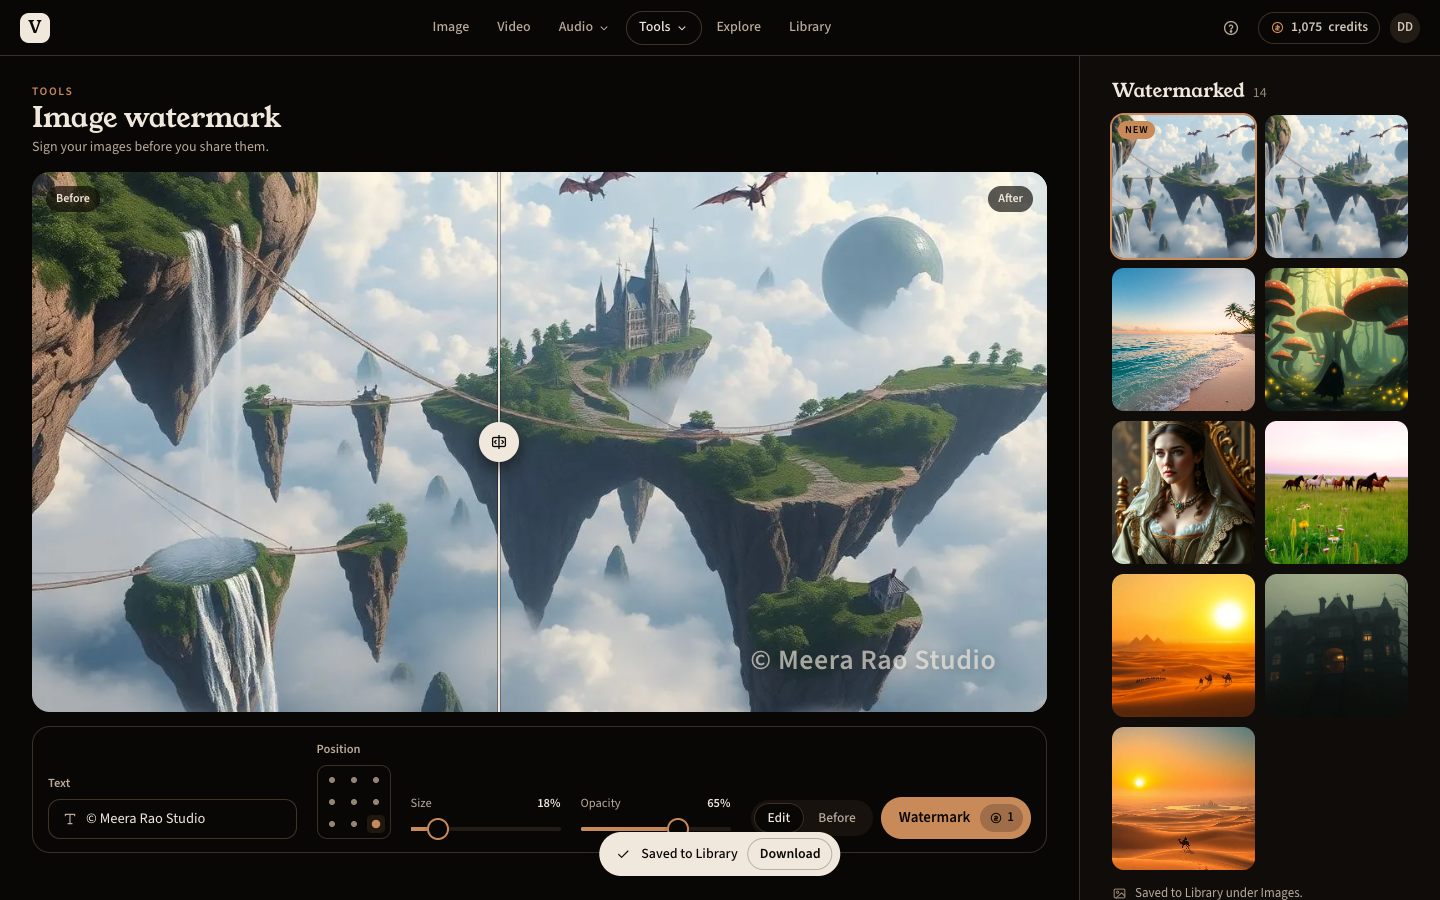 V
Image
Video
Audio
Tools
Explore
Library
1,075 credits
DD
TOOLS
Image watermark
Sign your images before you share them.
Before
After
© Meera Rao Studio
Text
© Meera Rao Studio
Position
Size 18%
Opacity 65%
Edit
Before
Watermark 1
Saved to Library
Download
Watermarked 14
NEW
Saved to Library under Images.